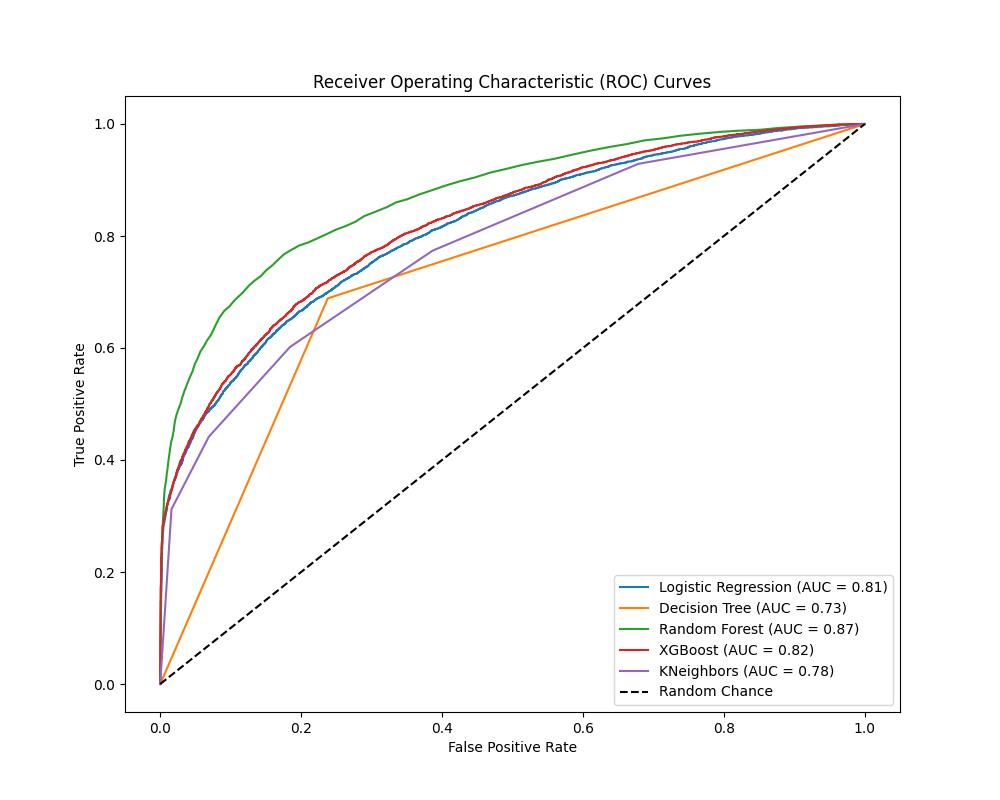 Receiver Operating Characteristic (ROC) Curves
True Positive Rate
1.0
0.8
0.6
0.4
0.2
0.0
Logistic Regression (AUC = 0.81)
Decision Tree (AUC = 0.73)
Random Forest (AUC = 0.87)
XGBoost (AUC = 0.82)
KNeighbors (AUC = 0.78)
Random Chance
0.0 0.2 0.4 0.6 0.8 1.0
False Positive Rate